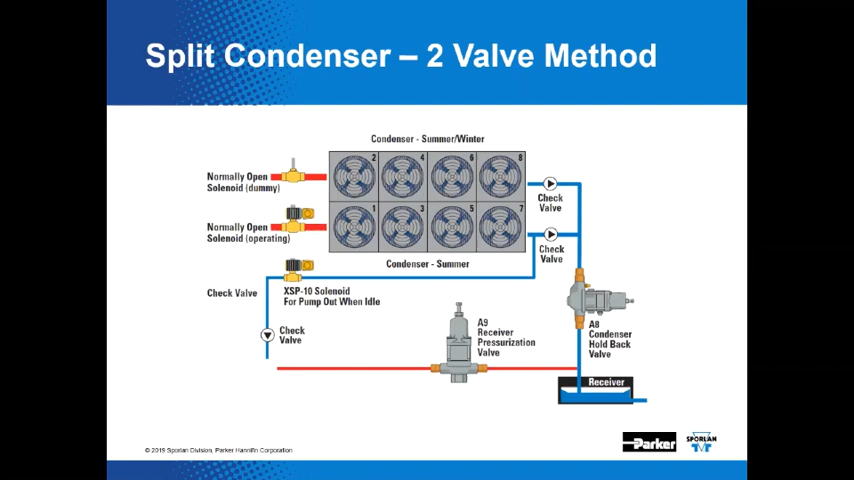 Split Condenser – 2 Valve Method
Condenser - Summer/Winter
2
4
6
8
Normally Open
Solenoid (dummy)
Check
Valve
1
3
5
7
Normally Open
Solenoid (operating)
Check
Valve
Condenser - Summer
XSP-10 Solenoid
For Pump Out When Idle
Check Valve
Check
Valve
A9
Receiver
Pressurization
Valve
A8
Condenser
Hold Back
Valve
Receiver
Parker
SPORLAN
© 2019 Sporlan Division, Parker Hannifin Corporation